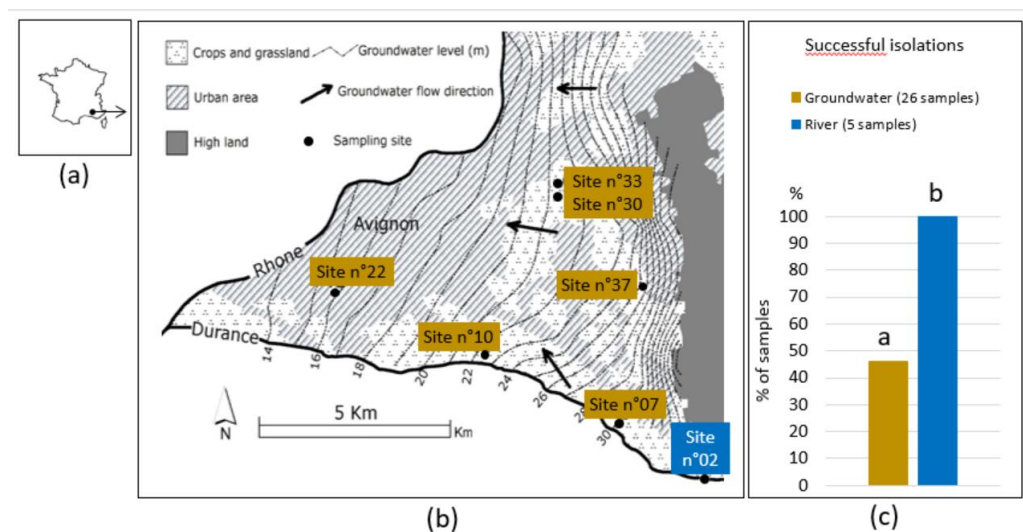 (a)
Crops and grassland
Groundwater level (m)
Urban area
Groundwater flow direction
High land
Sampling site
Site n°33
Site n°30
Avignon
Rhone
Site n°22
Site n°37
Durance
Site n°10
14
16
18
20
22
24
26
Site n°07
30
5 Km
Km
N
Site
n°02
(b)
Successful isolations
Groundwater (26 samples)
River (5 samples)
%
% of samples
100
90
80
70
60
50
40
30
20
10
0
a
b
(c)